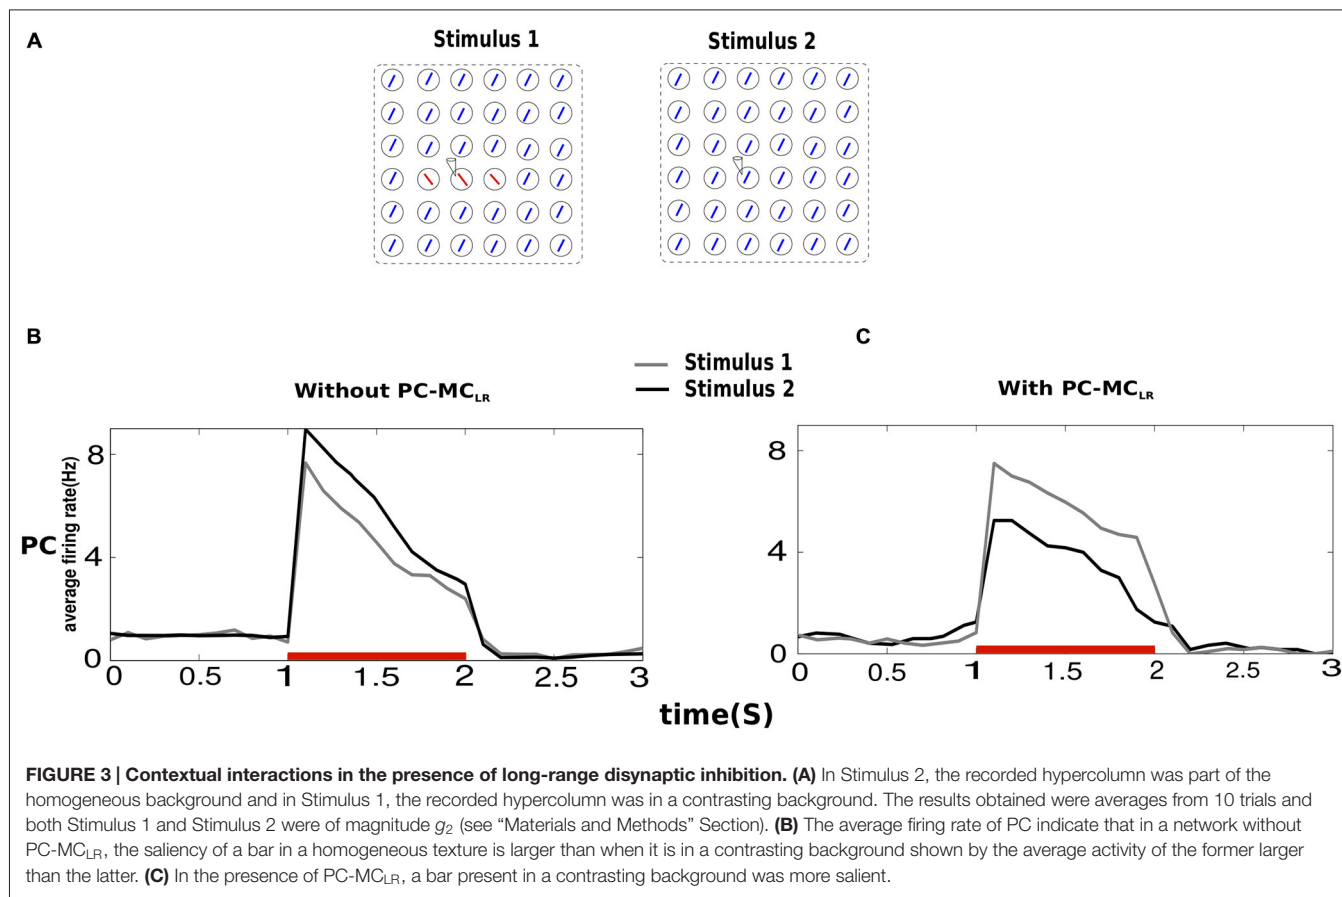 A
Stimulus 1
Stimulus 2
B
C
Stimulus 1
Stimulus 2
Without PC-MCLR
With PC-MCLR
PC
average firing rate(Hz)
8
4
0
0 0.5 1 1.5 2 2.5 3
8
4
0
0 0.5 1 1.5 2 2.5 3
time(S)
FIGURE 3 | Contextual interactions in the presence of long-range disynaptic inhibition. (A) In Stimulus 2, the recorded hypercolumn was part of the
homogeneous background and in Stimulus 1, the recorded hypercolumn was in a contrasting background. The results obtained were averages from 10 trials and
both Stimulus 1 and Stimulus 2 were of magnitude g2 (see “Materials and Methods” Section). (B) The average firing rate of PC indicate that in a network without
PC-MCLR, the saliency of a bar in a homogeneous texture is larger than when it is in a contrasting background shown by the average activity of the former larger
than the latter. (C) In the presence of PC-MCLR, a bar present in a contrasting background was more salient.